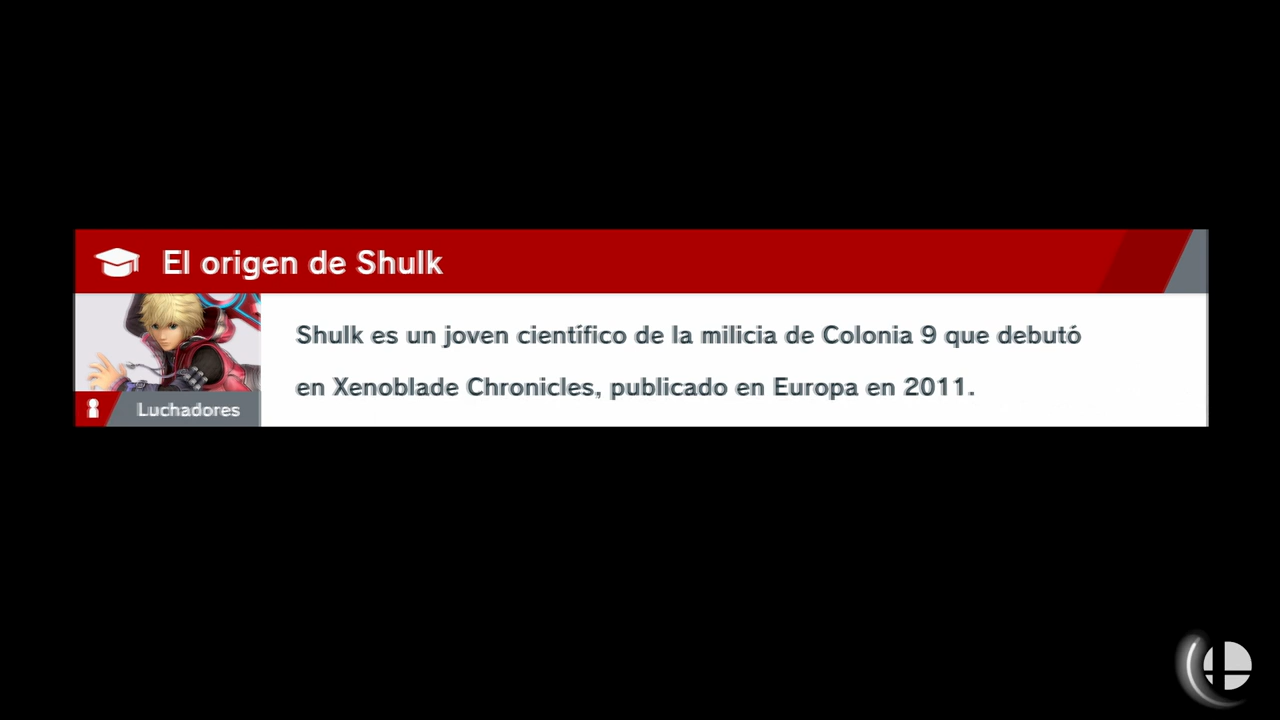 El origen de Shulk
Shulk es un joven científico de la milicia de Colonia 9 que debutó
en Xenoblade Chronicles, publicado en Europa en 2011.
Luchadores